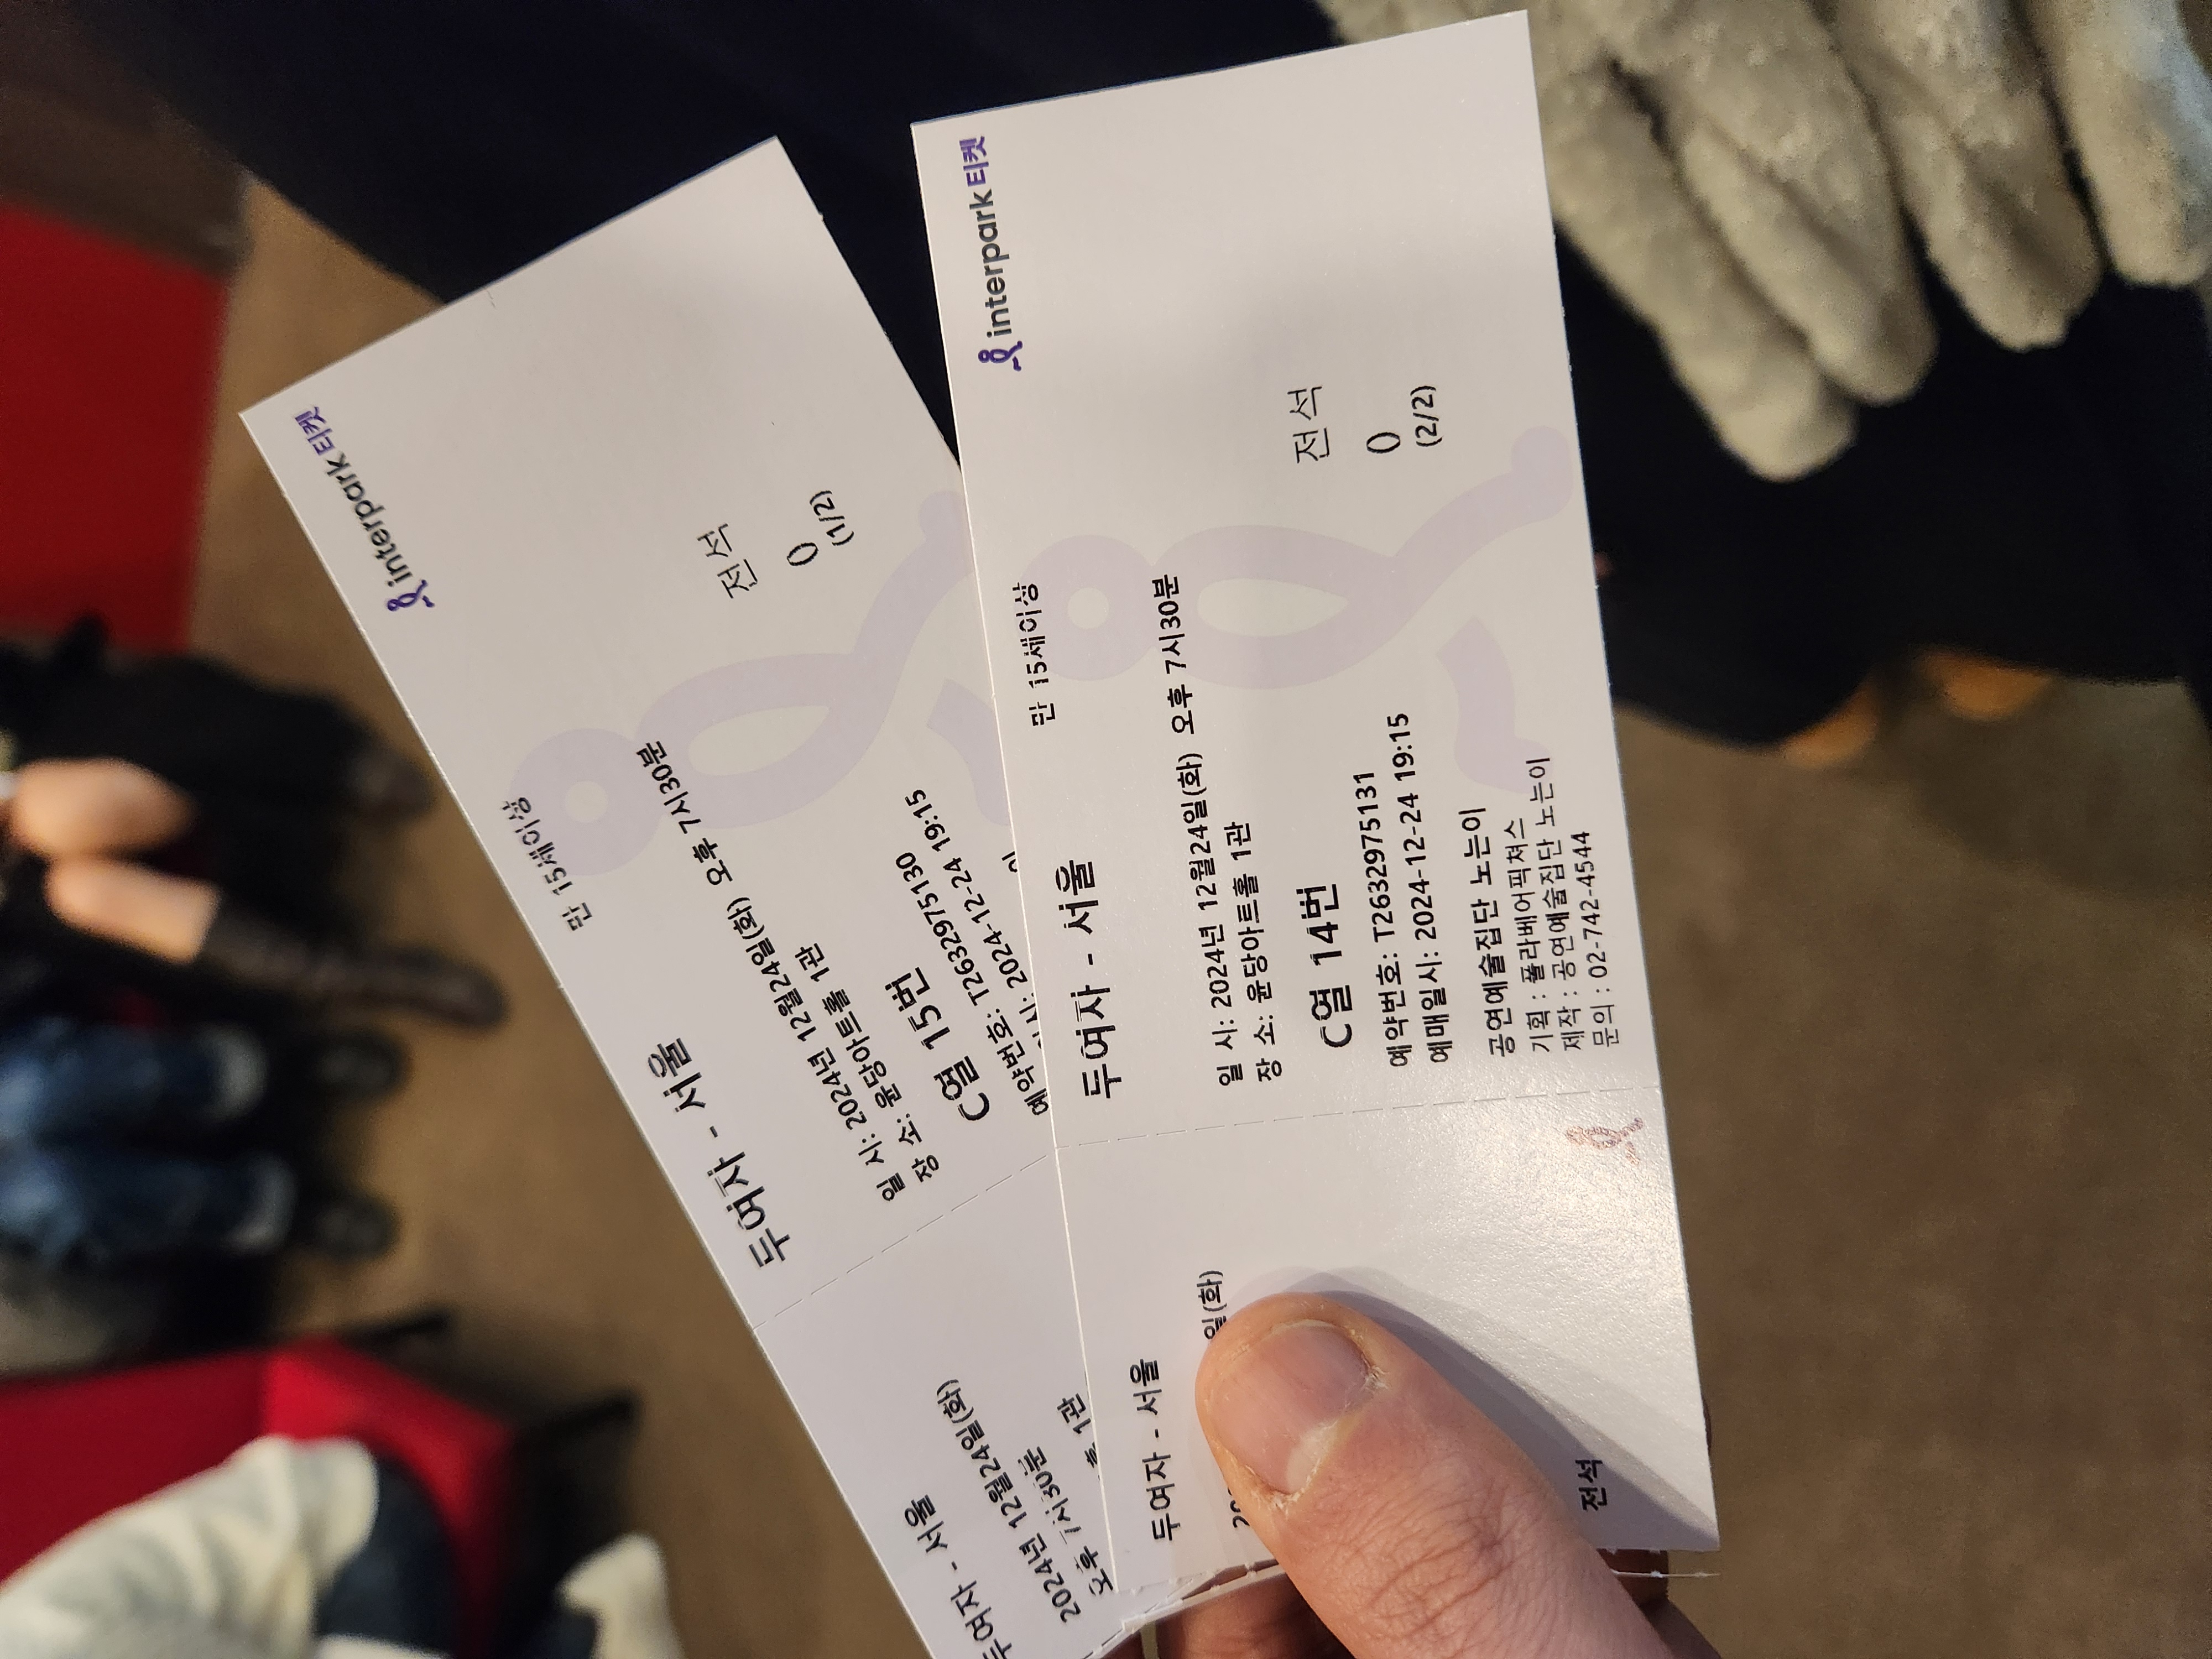 interpark 티켓
만 15세이상
두여자 - 서울
일 시: 2024년 12월24일(화) 오후 7시30분
장 소: 윤당아트홀 1관
C열 15번
예약번호: T2632975130
2024-12-24 19:15
전석
0
(1/2)
두여자 - 서울
2024년 12월24일(화)
오후 7시30분
1관
interpark 티켓
만 15세이상
두여자 - 서울
일 시: 2024년 12월24일(화) 오후 7시30분
장 소: 윤당아트홀 1관
C열 14번
예약번호: T2632975131
예매일시: 2024-12-24 19:15
공연예술집단 노는이
기획 : 플라베어픽쳐스
제작 : 공연예술집단 노는이
문의 : 02-742-4544
전석
0
(2/2)
두여자 - 서울
일(화)
전석